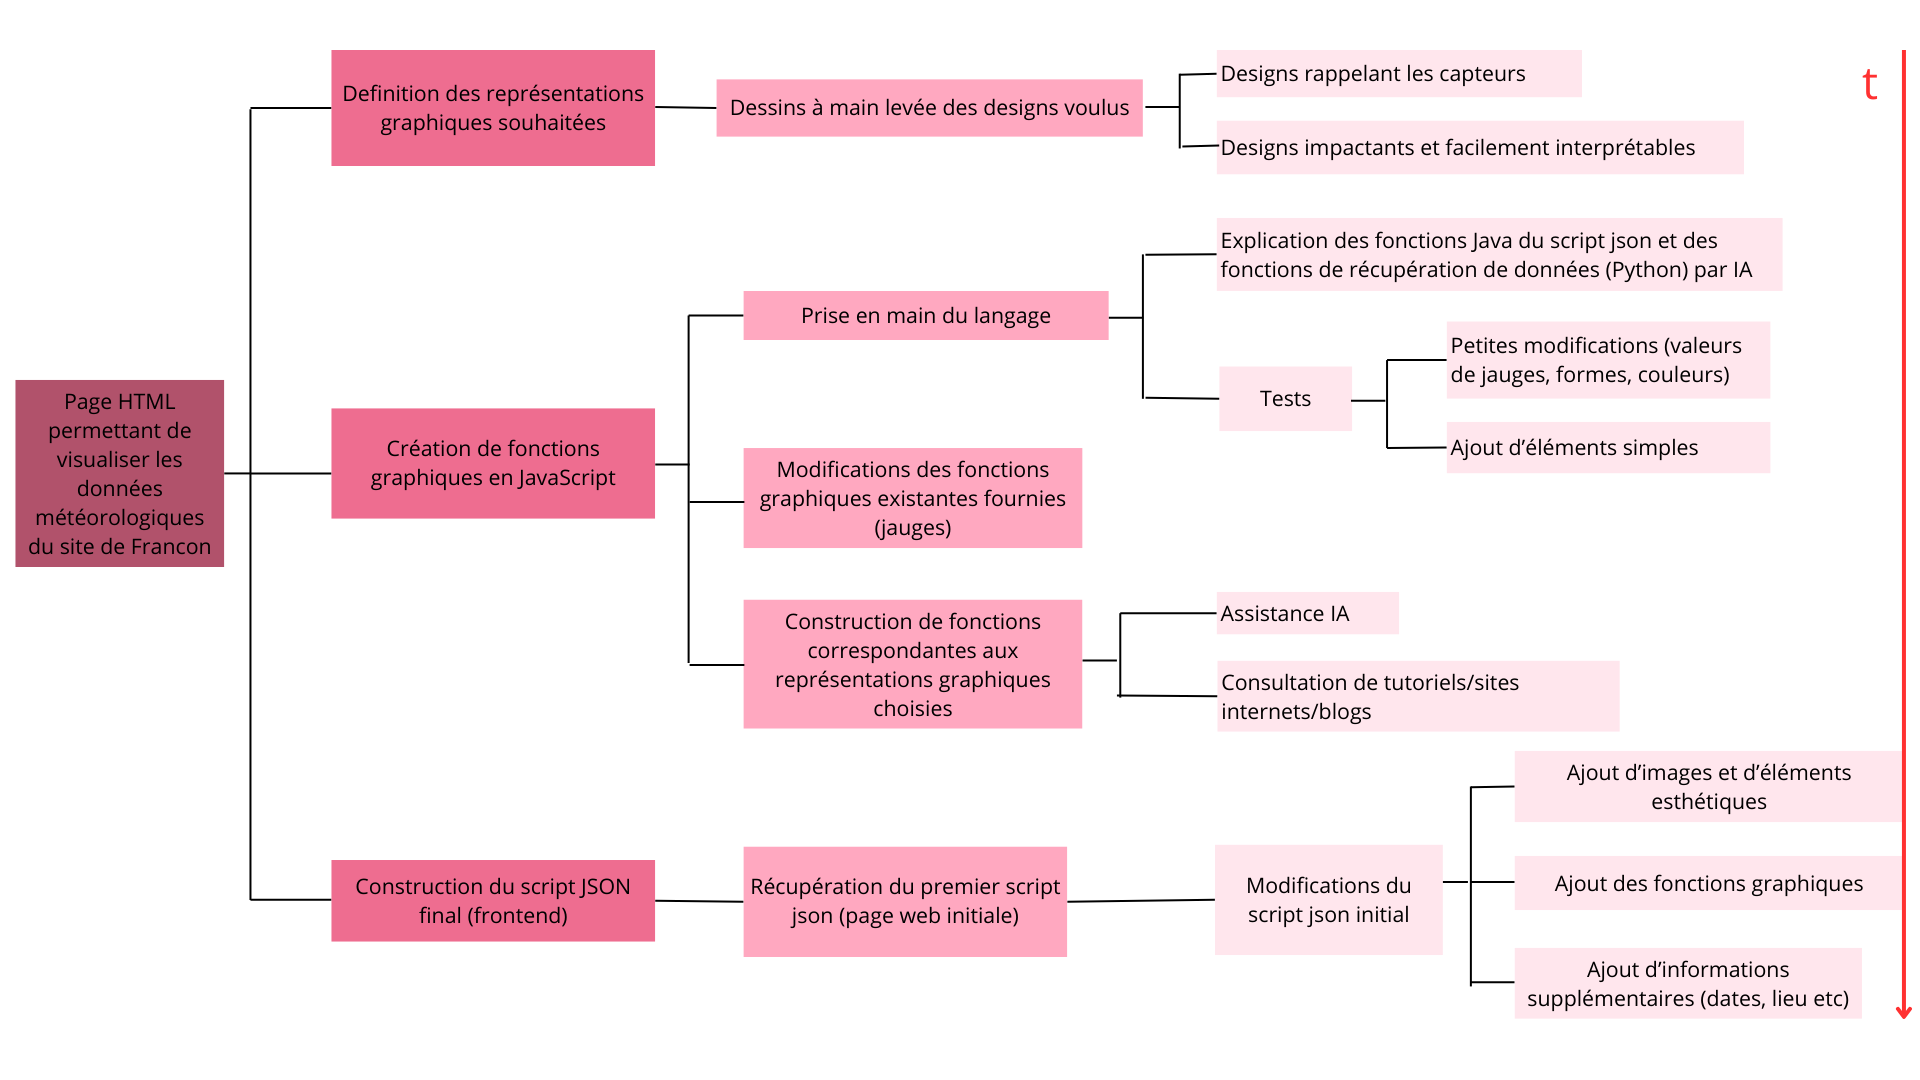 Page HTML
permettant de
visualiser les
données
météorologiques
du site de Francon
Definition des représentations
graphiques souhaitées
Dessins à main levée des designs voulus
Designs rappelant les capteurs
Designs impactants et facilement interprétables
t
Création de fonctions
graphiques en JavaScript
Prise en main du langage
Explication des fonctions Java du script json et des
fonctions de récupération de données (Python) par IA
Tests
Petites modifications (valeurs
de jauges, formes, couleurs)
Ajout d’éléments simples
Modifications des fonctions
graphiques existantes fournies
(jauges)
Construction de fonctions
correspondantes aux
représentations graphiques
choisies
Assistance IA
Consultation de tutoriels/sites
internets/blogs
Construction du script JSON
final (frontend)
Récupération du premier script
json (page web initiale)
Modifications du
script json initial
Ajout d’images et d’éléments
esthétiques
Ajout des fonctions graphiques
Ajout d’informations
supplémentaires (dates, lieu etc)